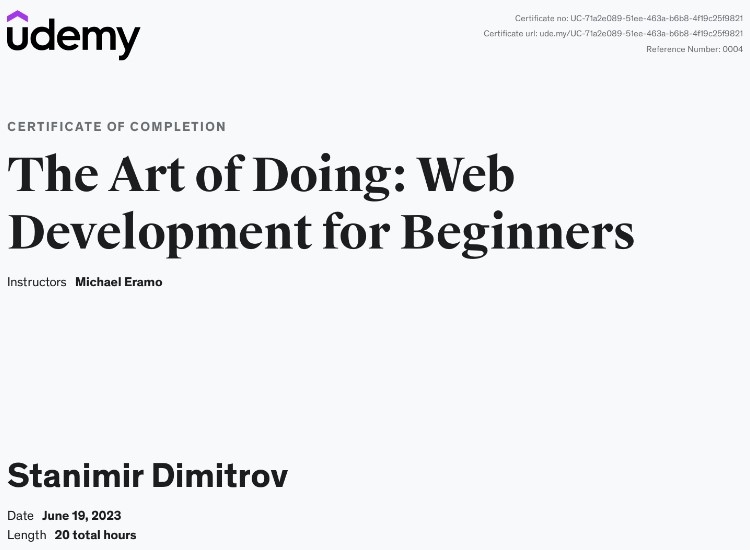 udemy
Certificate no: UC-71a2e089-51ee-463a-b6b8-4f19c25f9821
Certificate url: ude.my/UC-71a2e089-51ee-463a-b6b8-4f19c25f9821
Reference Number: 0004
CERTIFICATE OF COMPLETION
The Art of Doing: Web
Development for Beginners
Instructors Michael Eramo
Stanimir Dimitrov
Date June 19, 2023
Length 20 total hours